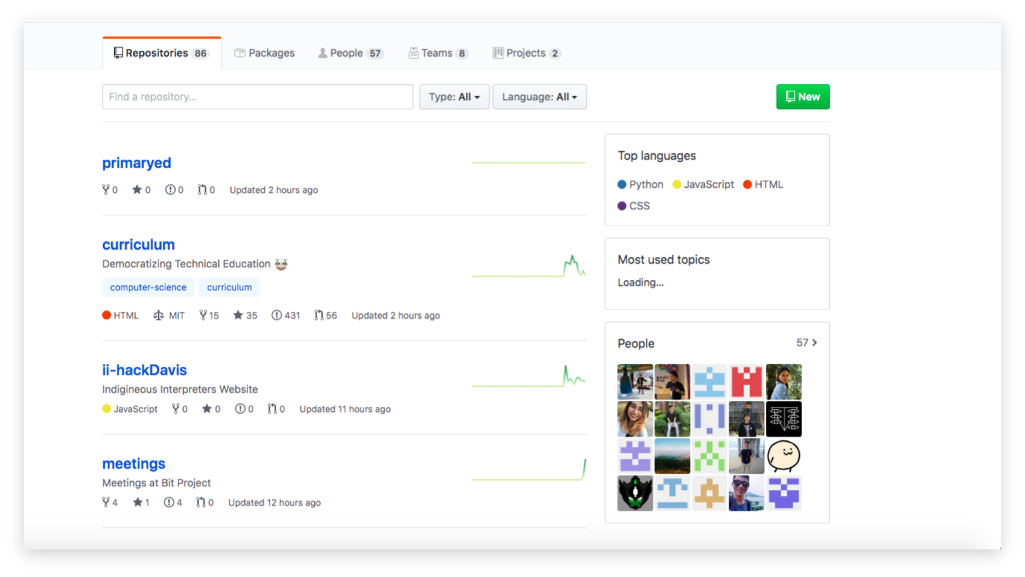 Repositories 86 Packages People 57 Teams 8 Projects 2
Find a repository... Type: All Language: All New
primaryed
0 0 0 0 Updated 2 hours ago
curriculum
Democratizing Technical Education
computer-science curriculum
HTML MIT 15 35 431 56 Updated 2 hours ago
ii-hackDavis
Indigineous Interpreters Website
JavaScript 0 0 0 0 Updated 11 hours ago
meetings
Meetings at Bit Project
4 1 4 0 Updated 12 hours ago
Top languages
Python JavaScript HTML
CSS
Most used topics
Loading...
People 57